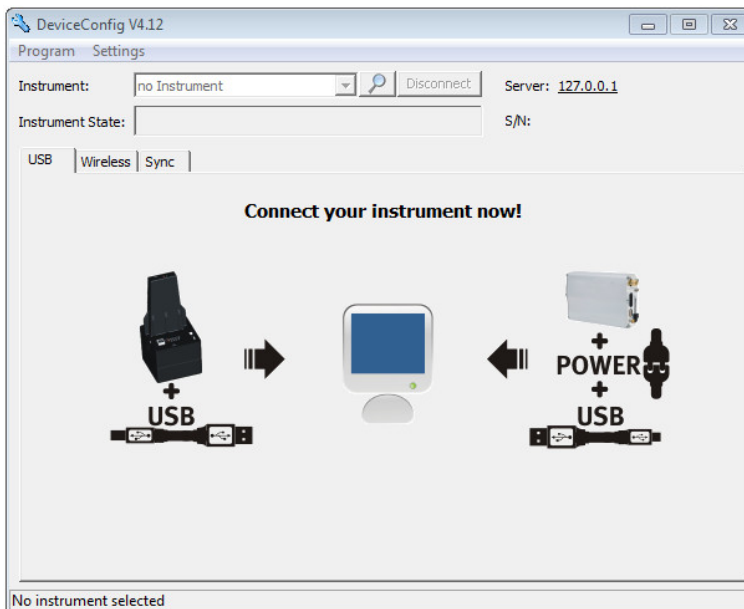 DeviceConfig V4.12
Program Settings
Instrument: no Instrument Disconnect Server: 127.0.0.1
Instrument State: S/N:
USB Wireless Sync
Connect your instrument now!
+
USB
+
POWER
+
USB
No instrument selected